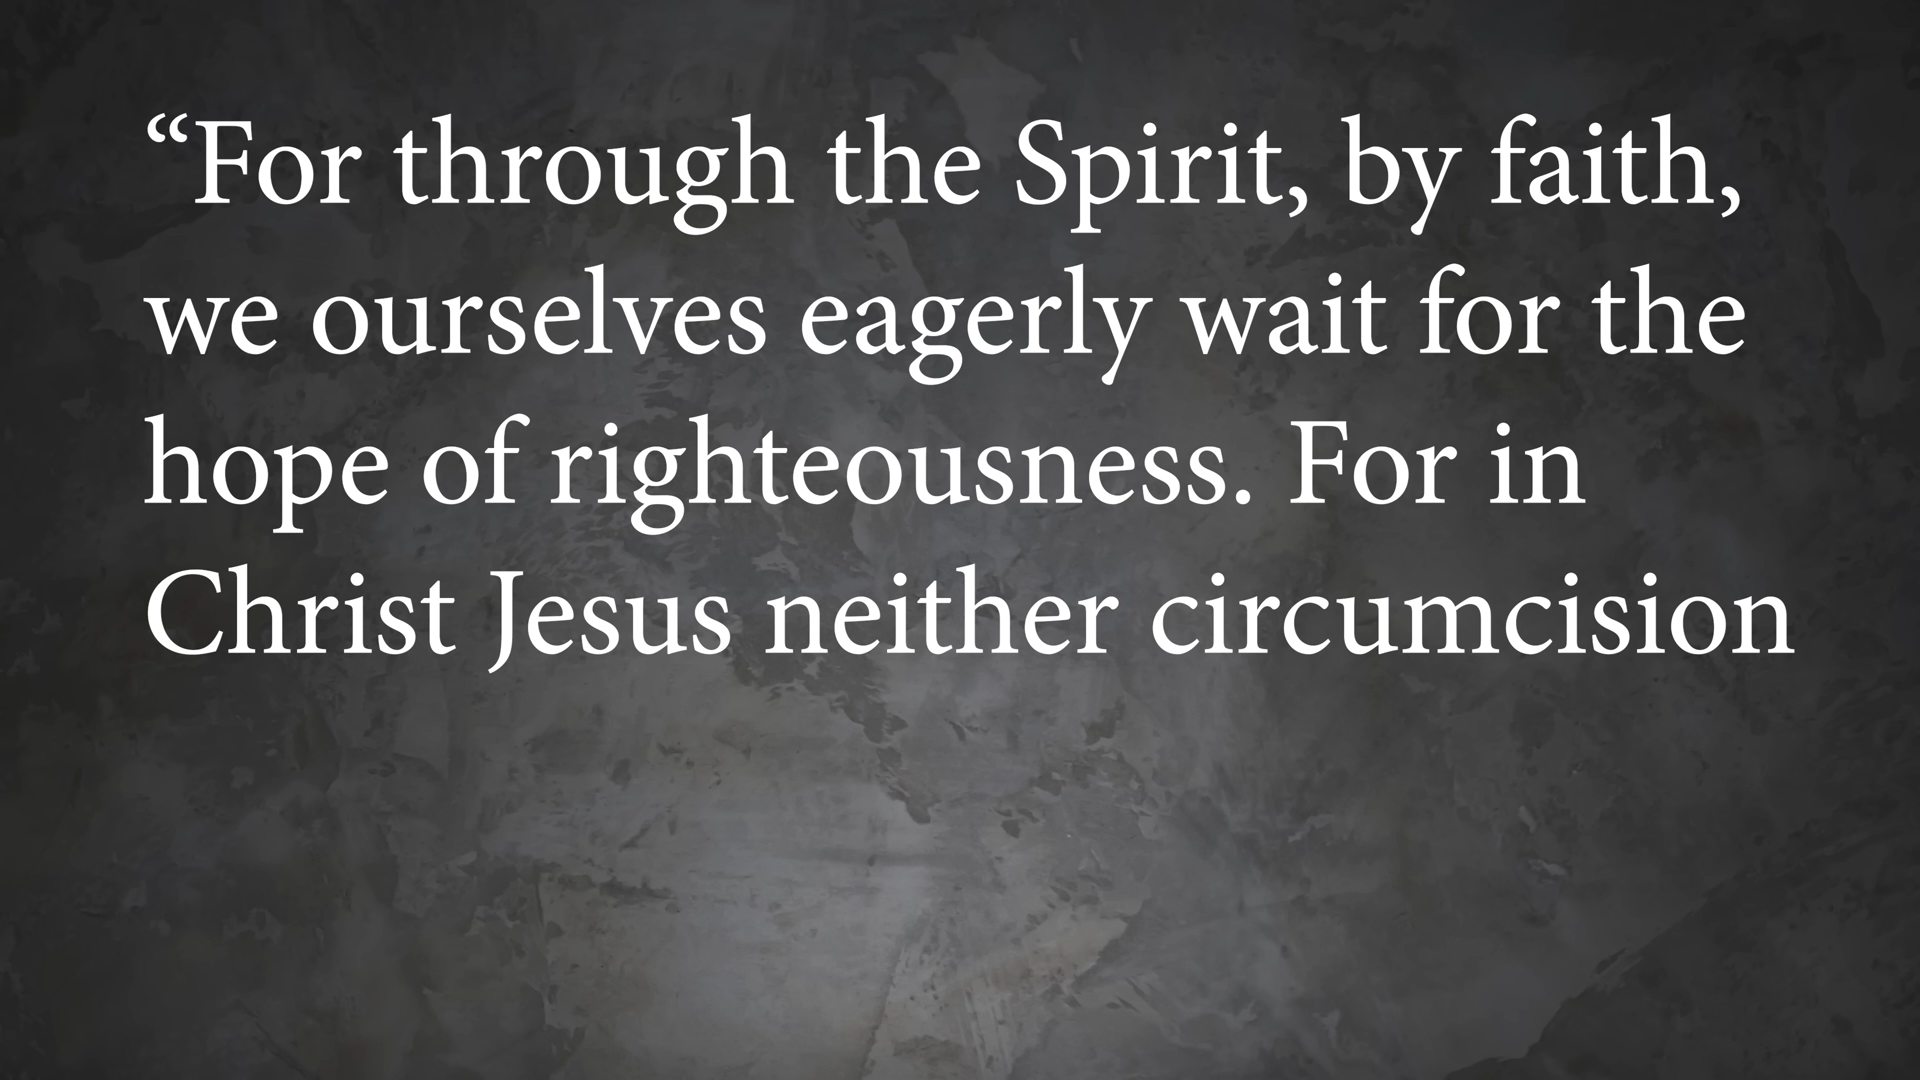 “For through the Spirit, by faith,
we ourselves eagerly wait for the
hope of righteousness. For in
Christ Jesus neither circumcision